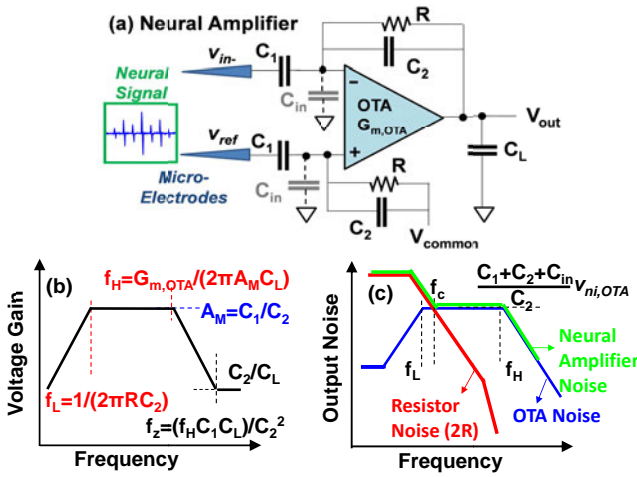 (a) Neural Amplifier
R
C₂
v_in-
C₁
Neural
Signal
C_in
−
OTA
G_m,OTA
+
V_out
C_L
v_ref
C₁
C_in
Micro-
Electrodes
R
C₂
V_common
(b)
f_H=G_m,OTA/(2πA_MC_L)
A_M=C₁/C₂
C₂/C_L
f_L=1/(2πRC₂)
f_z=(f_HC₁C_L)/C₂²
Voltage Gain
Frequency
(c)
C₁+C₂+C_in
C₂
v_ni,OTA
f_c
f_L
f_H
Neural
Amplifier
Noise
Resistor
Noise (2R)
OTA Noise
Output Noise
Frequency